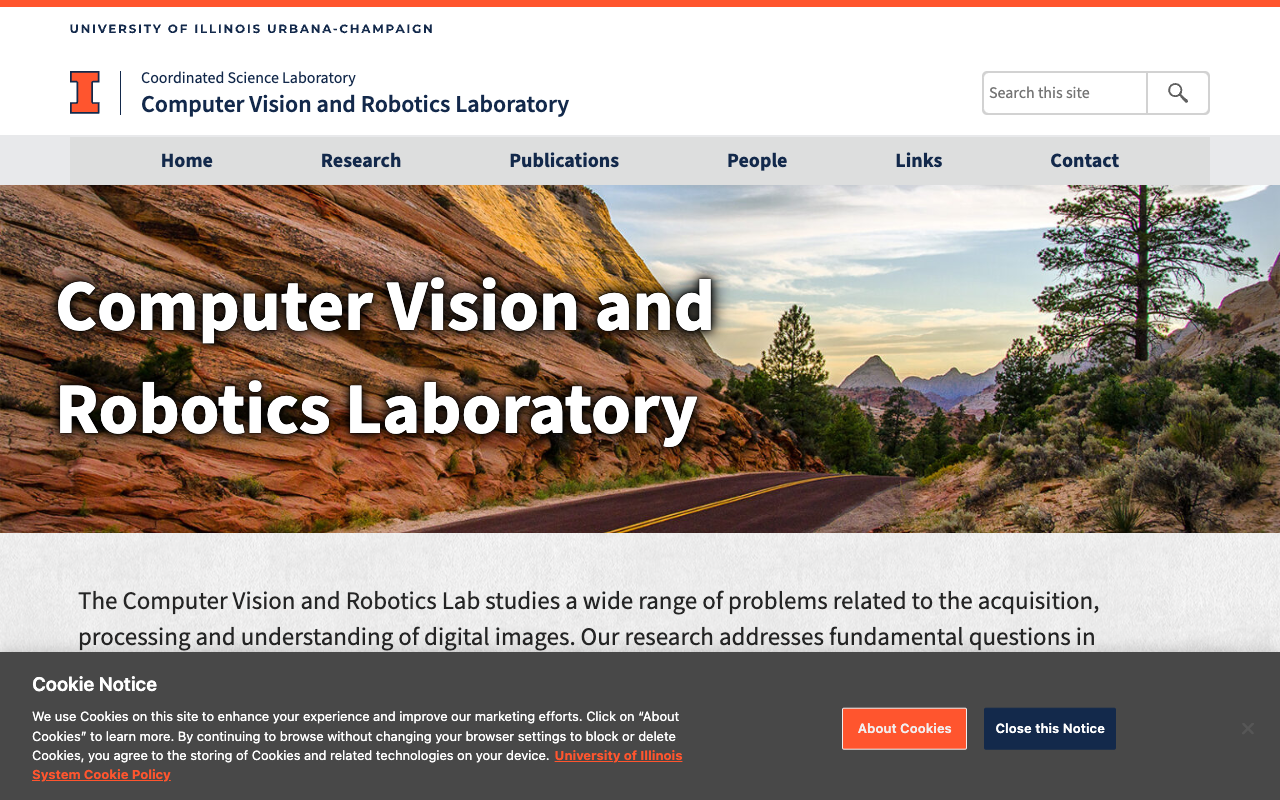 UNIVERSITY OF ILLINOIS URBANA-CHAMPAIGN
Coordinated Science Laboratory
Computer Vision and Robotics Laboratory
Search this site
Home Research Publications People Links Contact
Computer Vision and
Robotics Laboratory
The Computer Vision and Robotics Lab studies a wide range of problems related to the acquisition,
processing and understanding of digital images. Our research addresses fundamental questions in
Cookie Notice
We use Cookies on this site to enhance your experience and improve our marketing efforts. Click on “About
Cookies” to learn more. By continuing to browse without changing your browser settings to block or delete
Cookies, you agree to the storing of Cookies and related technologies on your device. University of Illinois
System Cookie Policy
About Cookies
Close this Notice